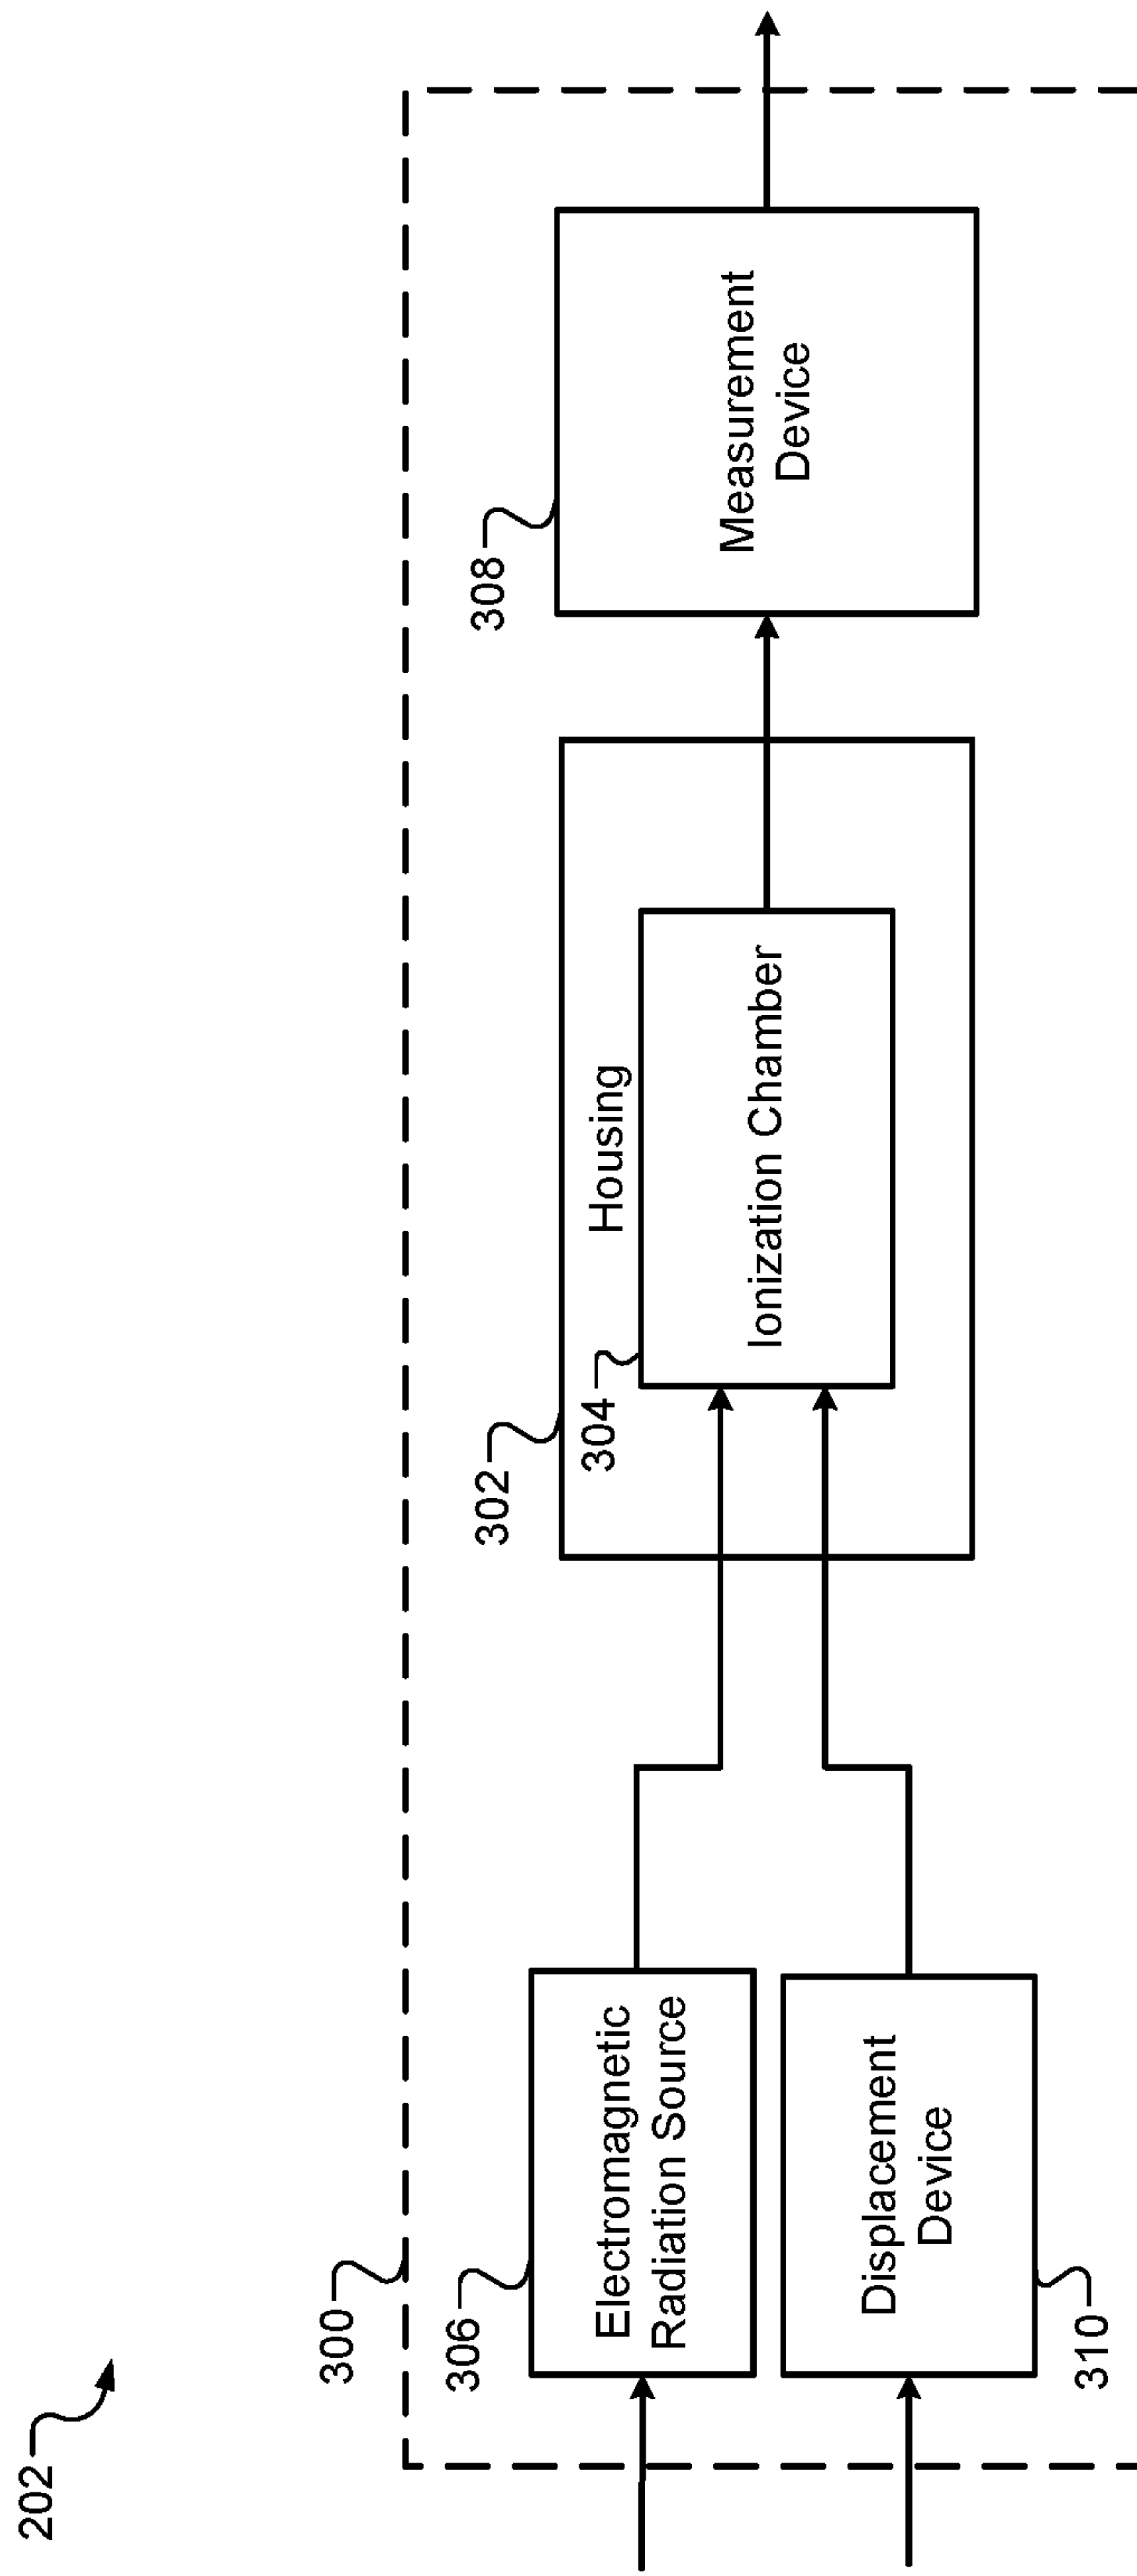 202
300
306
Electromagnetic
Radiation Source
Displacement
Device
310
302
304
Housing
Ionization Chamber
308
Measurement
Device